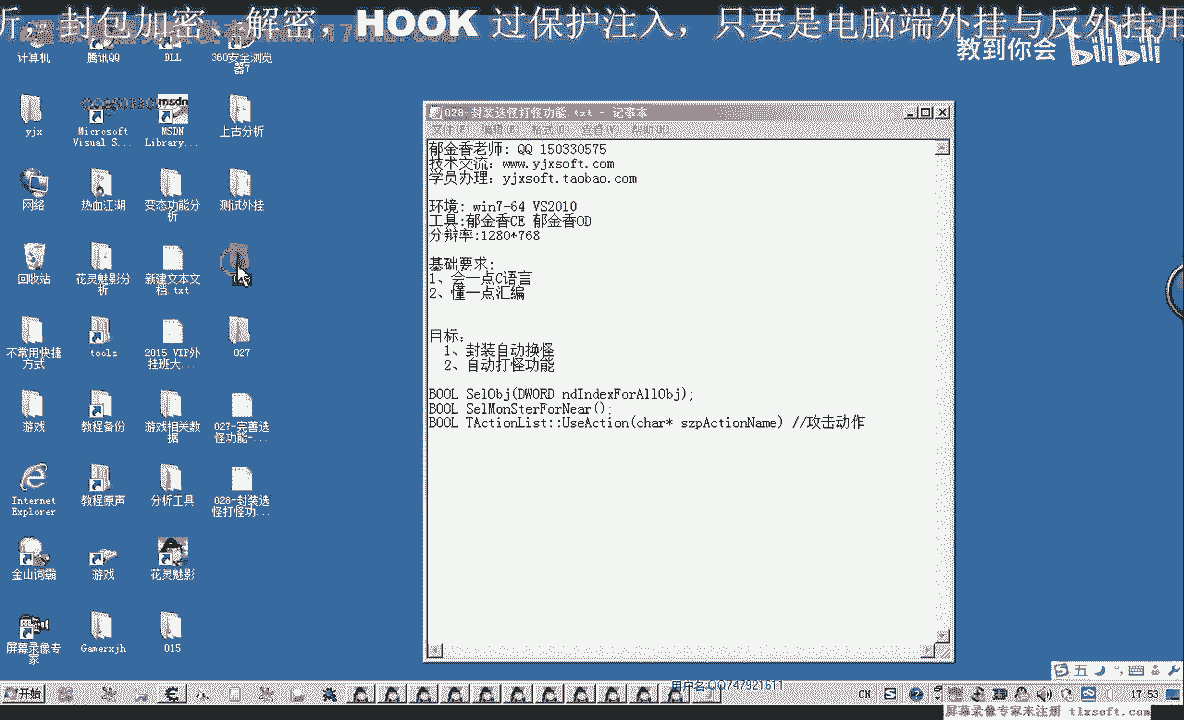 析，封包加密、解密，HOOK 过保护注入，只要是电脑端外挂与反外挂用
教到你会 bilibili
计算机
腾讯QQ
DLL
360安全浏览器7
yjx
Microsoft Visual S...
msdn
MSDN Library...
上古分析
网络
热血江湖
变态功能分析
测试外挂
回收站
花灵魅影分析
新建文本文档.txt
不常用快捷方式
tools
2015 VIP外挂班大...
027
游戏
教程备份
游戏相关数据
027-完善选怪功能-...
Internet Explorer
教程原声
分析工具
028-封装选怪打怪功...
金山词霸
游戏
花灵魅影
屏幕录像专家
Gamerxjh
015
028-封装选怪打怪功能.txt - 记事本
文件(F) 编辑(E) 格式(O) 查看(V) 帮助(H)
郁金香老师: QQ 150330575
技术交流：www.yjxsoft.com
学员办理：yjxsoft.taobao.com
环境: win7-64 VS2010
工具:郁金香CE 郁金香OD
分辩率:1280*768
基础要求:
1、会一点C语言
2、懂一点汇编
目标：
1、封装自动换怪
2、自动打怪功能
BOOL SelObj(DWORD ndIndexForAllObj);
BOOL SelMonSterForNear();
BOOL TActionList::UseAction(char* szpActionName) //攻击动作
开始
用户名:QQ747921511
五
CN
17:53
屏幕录像专家未注册 tlxsoft.com